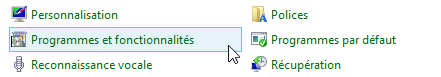 Personnalisation
Polices
Programmes et fonctionnalités
Programmes par défaut
Reconnaissance vocale
Récupération